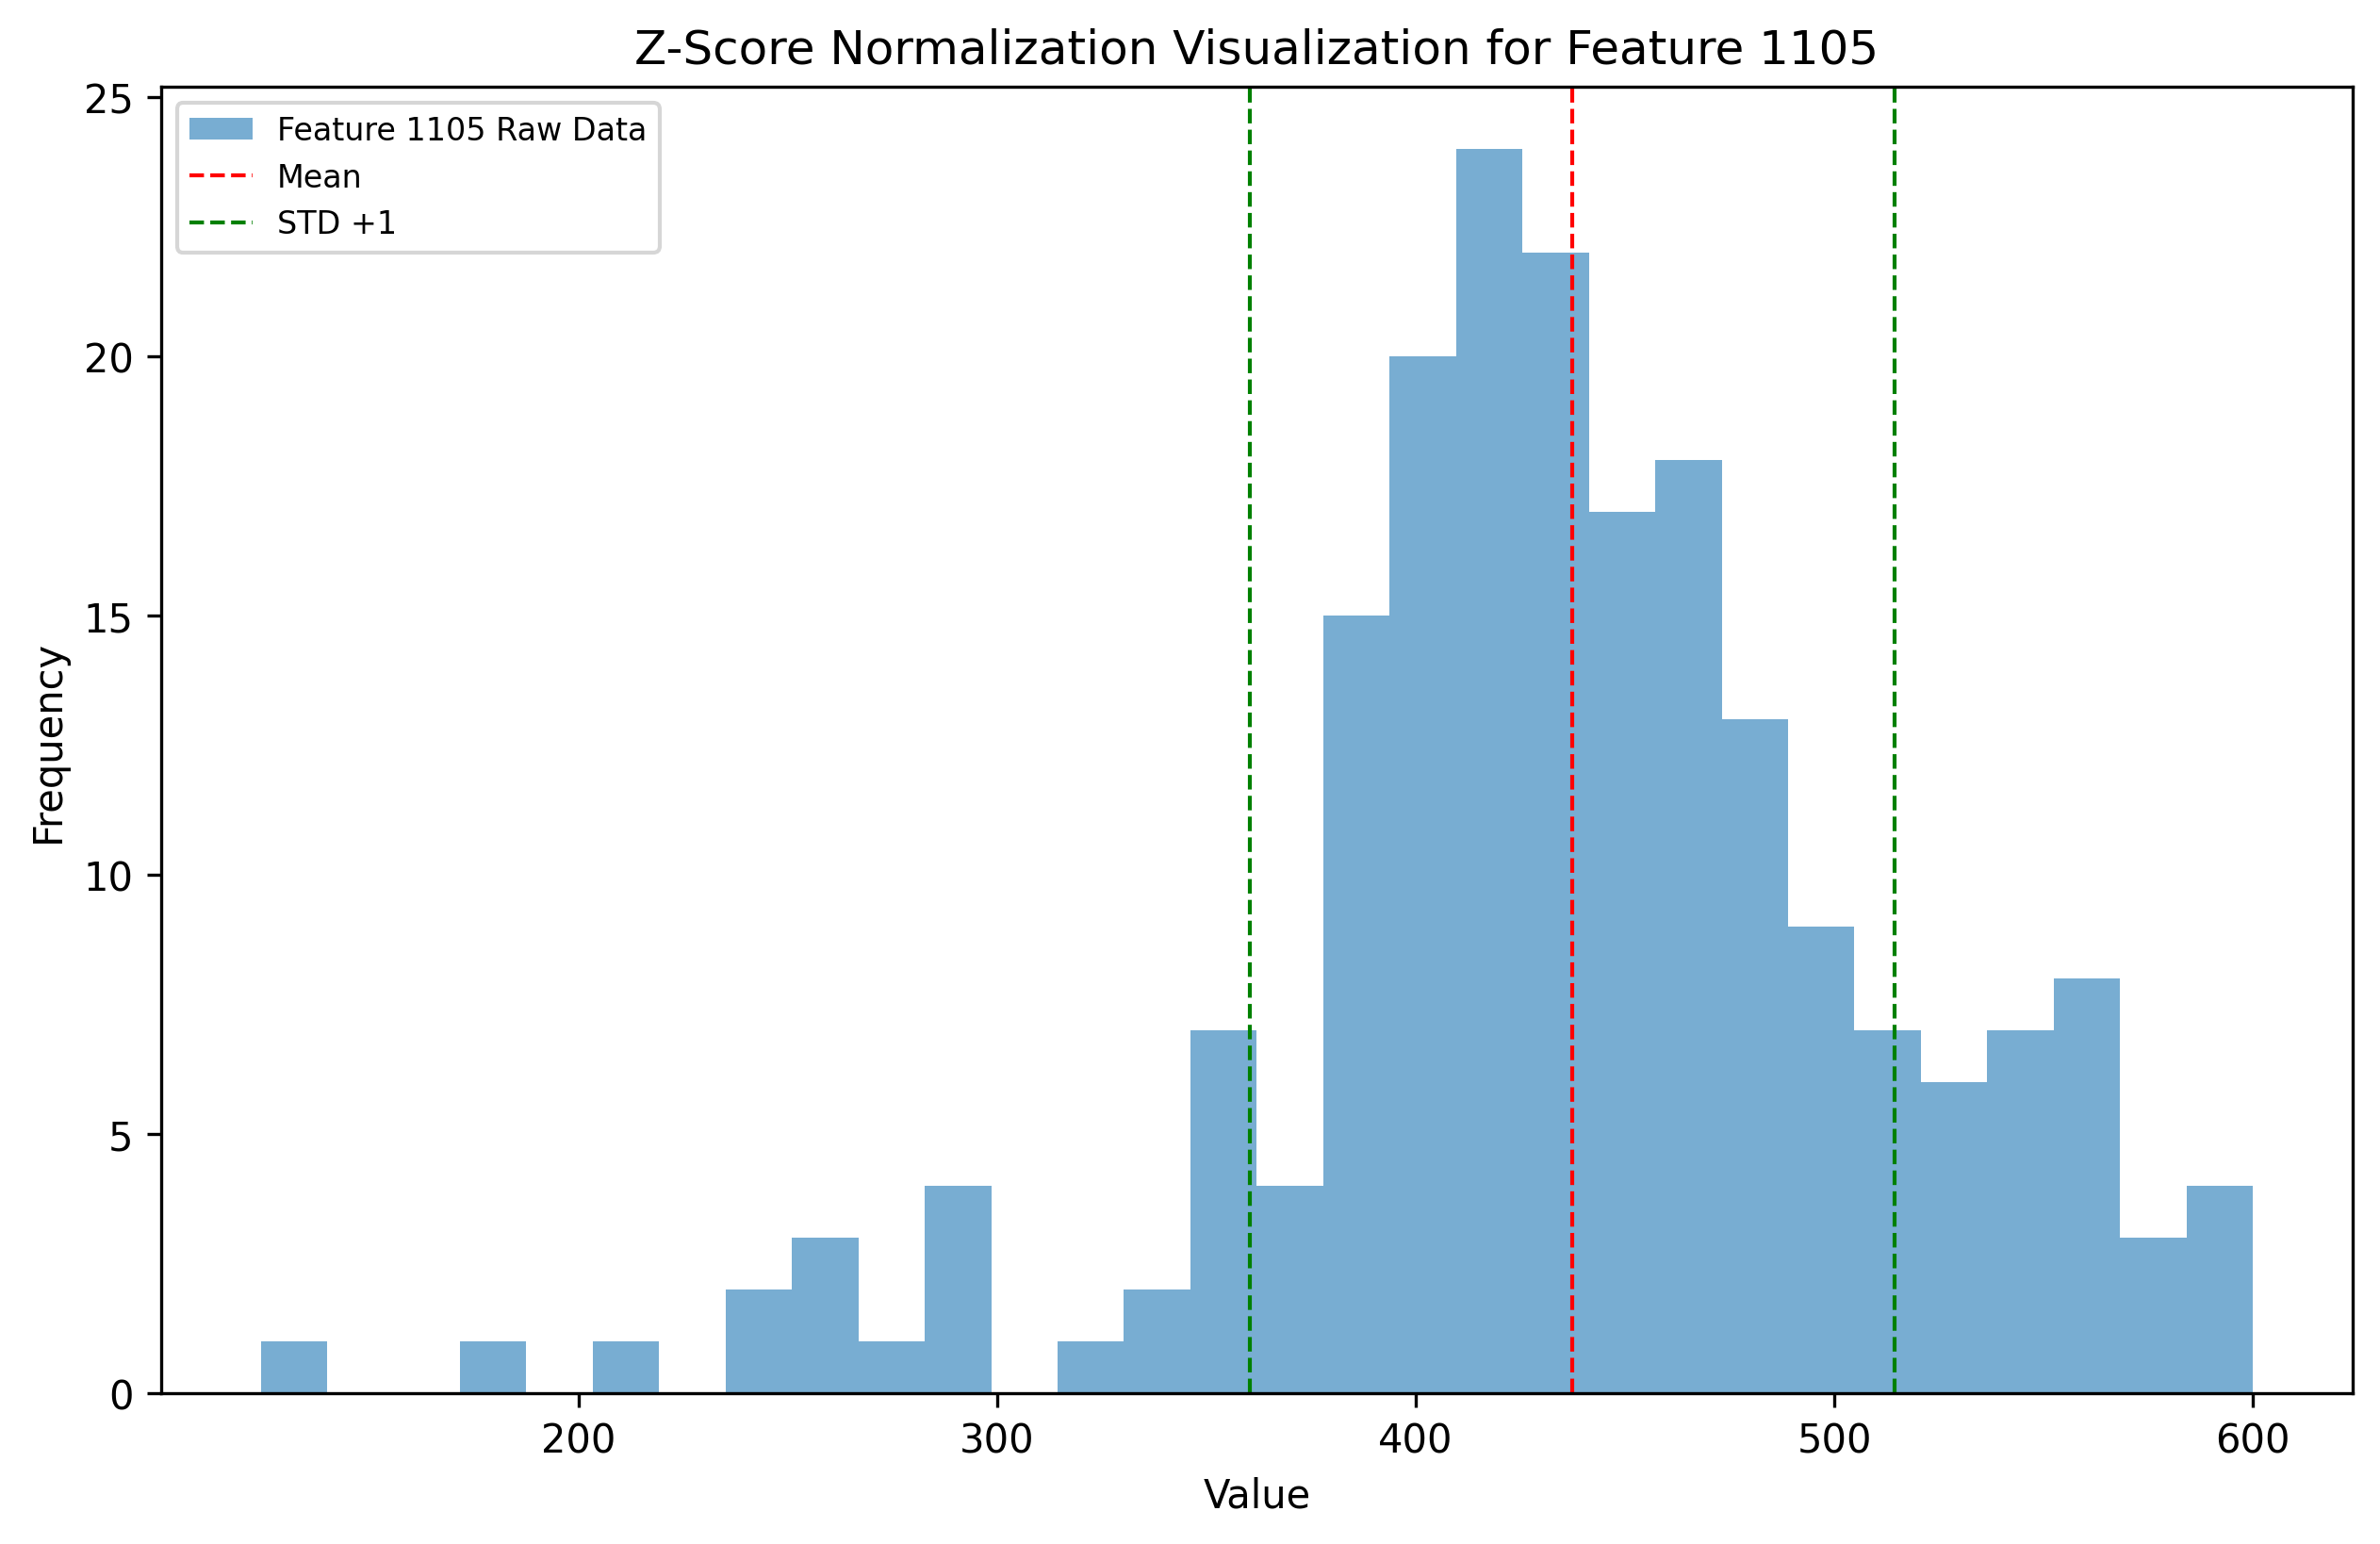 Z-Score Normalization Visualization for Feature 1105
Feature 1105 Raw Data
Mean
STD +1
25
20
15
10
5
0
Frequency
200 300 400 500 600
Value